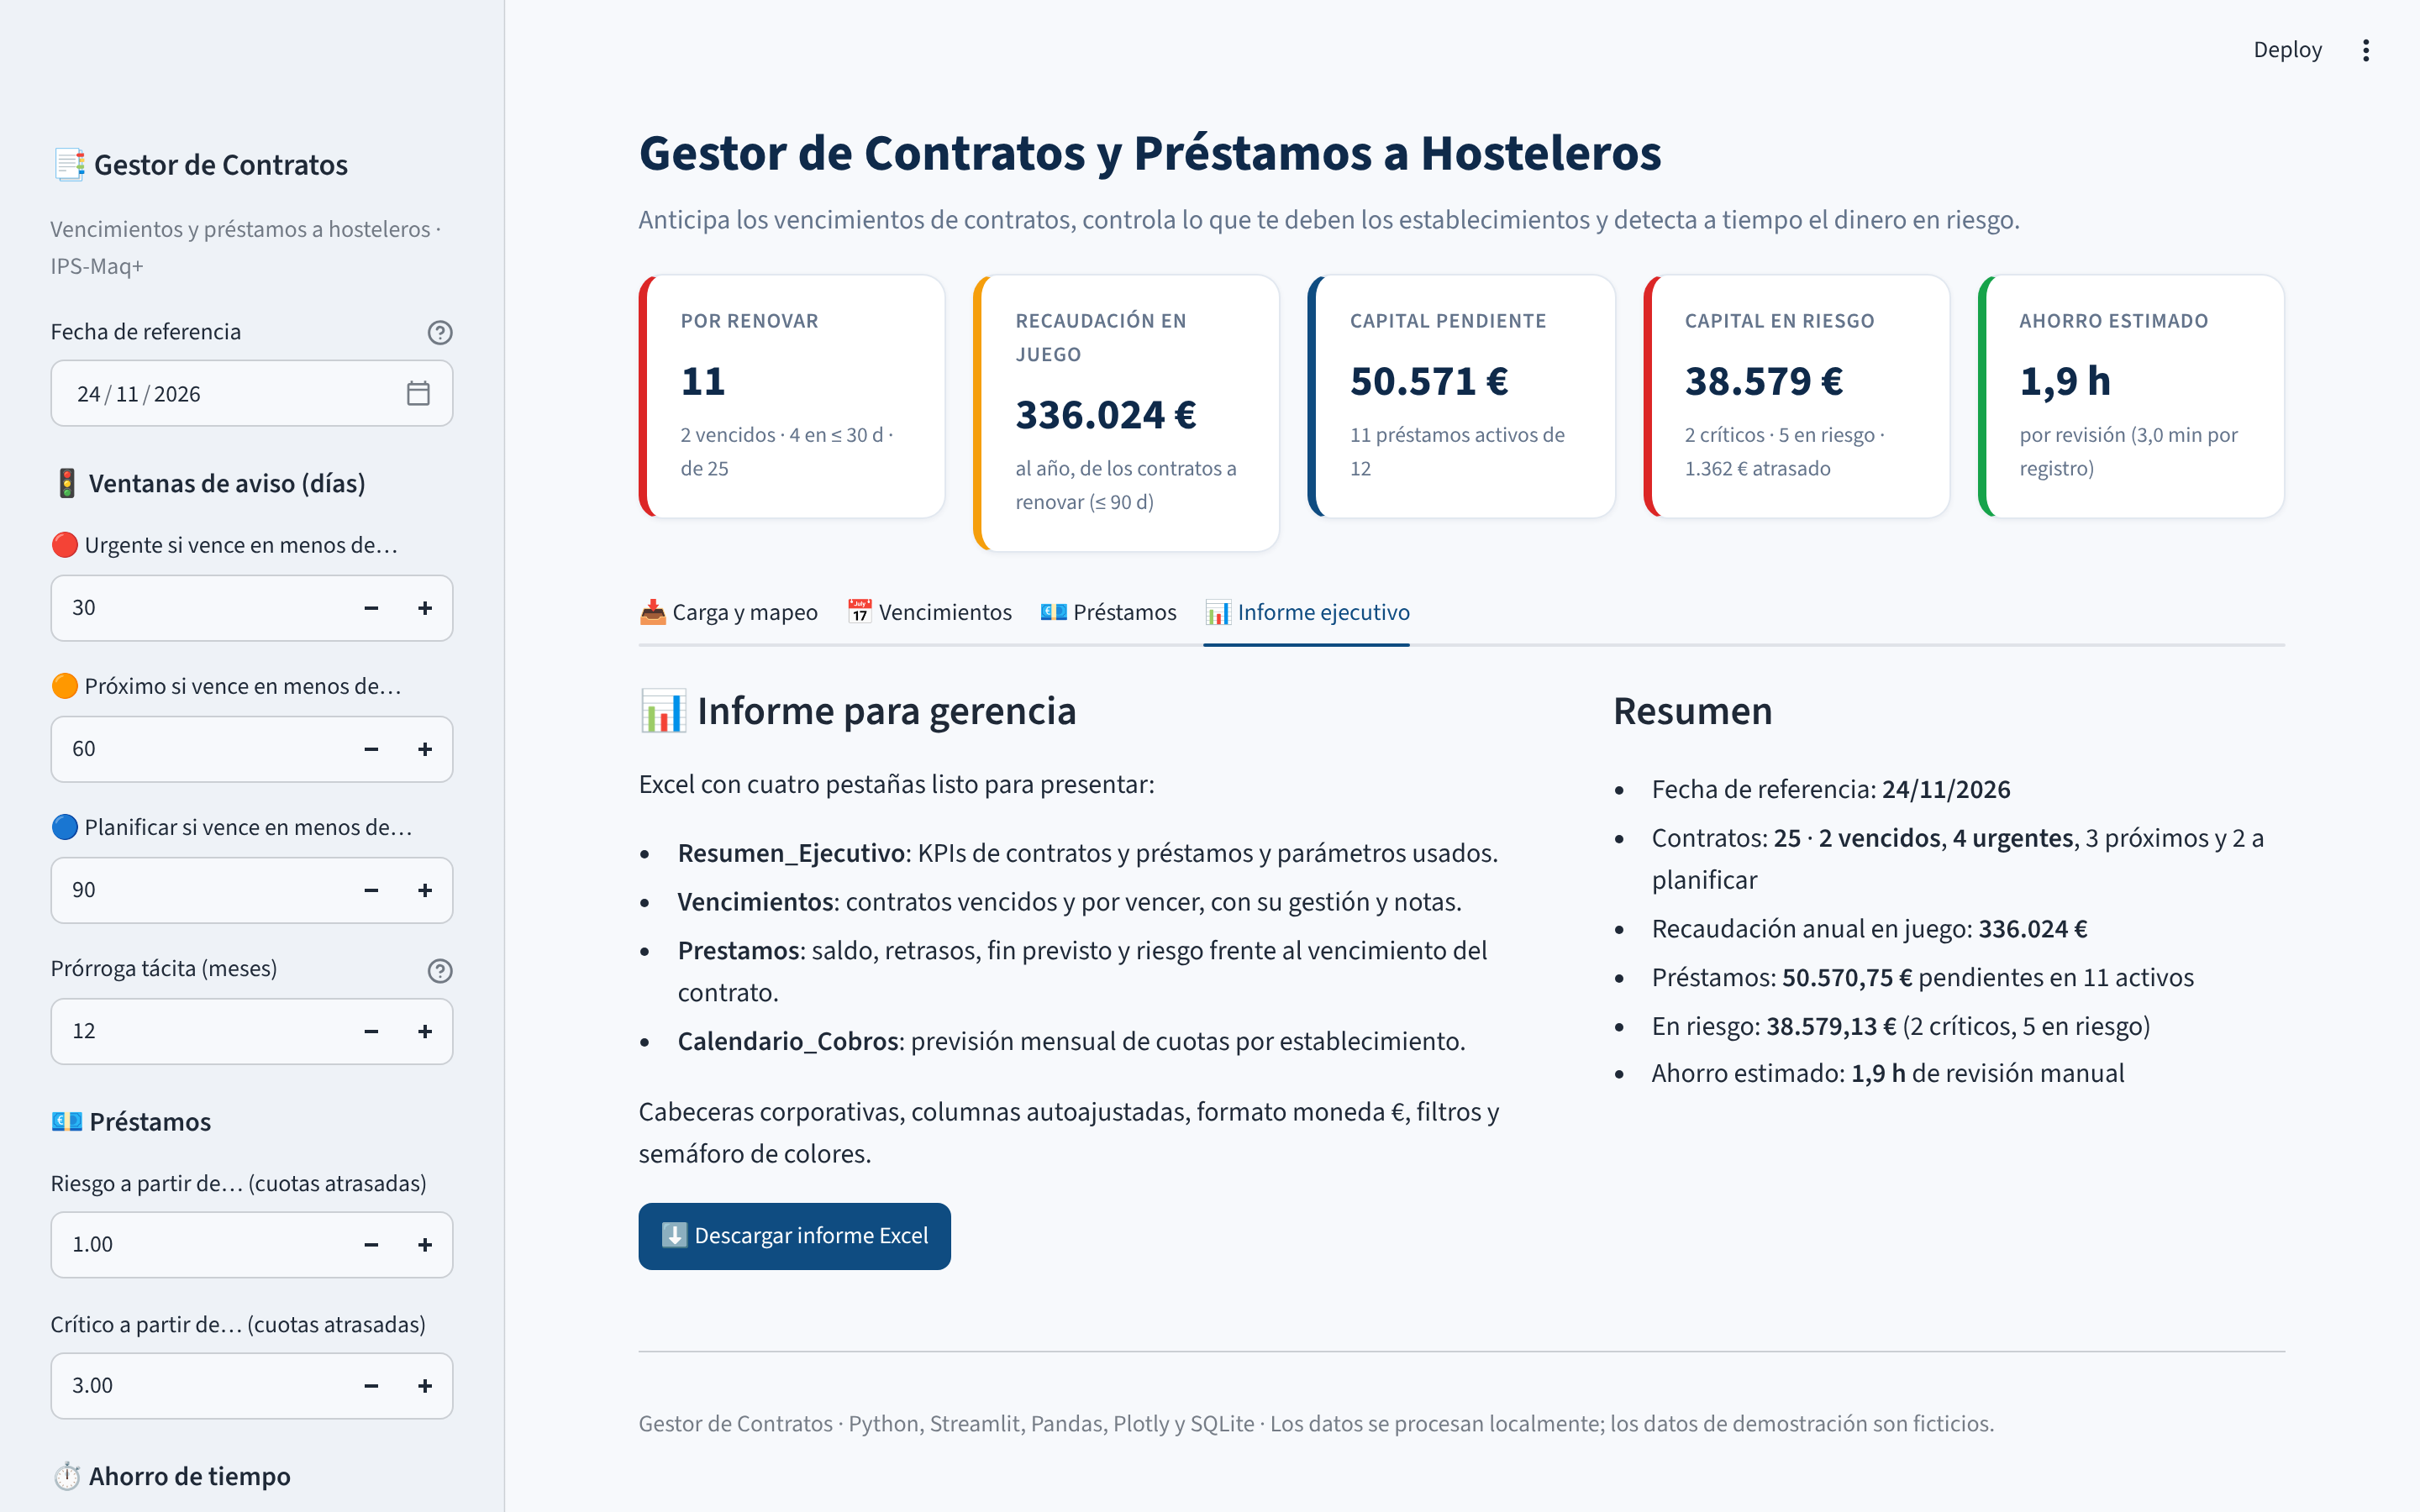 Deploy
Gestor de Contratos
Vencimientos y préstamos a hosteleros ·
IPS-Maq+
Fecha de referencia
24/11/2026
Ventanas de aviso (días)
Urgente si vence en menos de…
30
Próximo si vence en menos de…
60
Planificar si vence en menos de…
90
Prórroga tácita (meses)
12
Préstamos
Riesgo a partir de… (cuotas atrasadas)
1.00
Crítico a partir de… (cuotas atrasadas)
3.00
Ahorro de tiempo
Gestor de Contratos y Préstamos a Hosteleros
Anticipa los vencimientos de contratos, controla lo que te deben los establecimientos y detecta a tiempo el dinero en riesgo.
POR RENOVAR
11
2 vencidos · 4 en ≤ 30 d ·
de 25
RECAUDACIÓN EN
JUEGO
336.024 €
al año, de los contratos a
renovar (≤ 90 d)
CAPITAL PENDIENTE
50.571 €
11 préstamos activos de
12
CAPITAL EN RIESGO
38.579 €
2 críticos · 5 en riesgo ·
1.362 € atrasado
AHORRO ESTIMADO
1,9 h
por revisión (3,0 min por
registro)
Carga y mapeo
Vencimientos
Préstamos
Informe ejecutivo
Informe para gerencia
Excel con cuatro pestañas listo para presentar:
• Resumen_Ejecutivo: KPIs de contratos y préstamos y parámetros usados.
• Vencimientos: contratos vencidos y por vencer, con su gestión y notas.
• Prestamos: saldo, retrasos, fin previsto y riesgo frente al vencimiento del
contrato.
• Calendario_Cobros: previsión mensual de cuotas por establecimiento.
Cabeceras corporativas, columnas autoajustadas, formato moneda €, filtros y
semáforo de colores.
Descargar informe Excel
Resumen
• Fecha de referencia: 24/11/2026
• Contratos: 25 · 2 vencidos, 4 urgentes, 3 próximos y 2 a
planificar
• Recaudación anual en juego: 336.024 €
• Préstamos: 50.570,75 € pendientes en 11 activos
• En riesgo: 38.579,13 € (2 críticos, 5 en riesgo)
• Ahorro estimado: 1,9 h de revisión manual
Gestor de Contratos · Python, Streamlit, Pandas, Plotly y SQLite · Los datos se procesan localmente; los datos de demostración son ficticios.